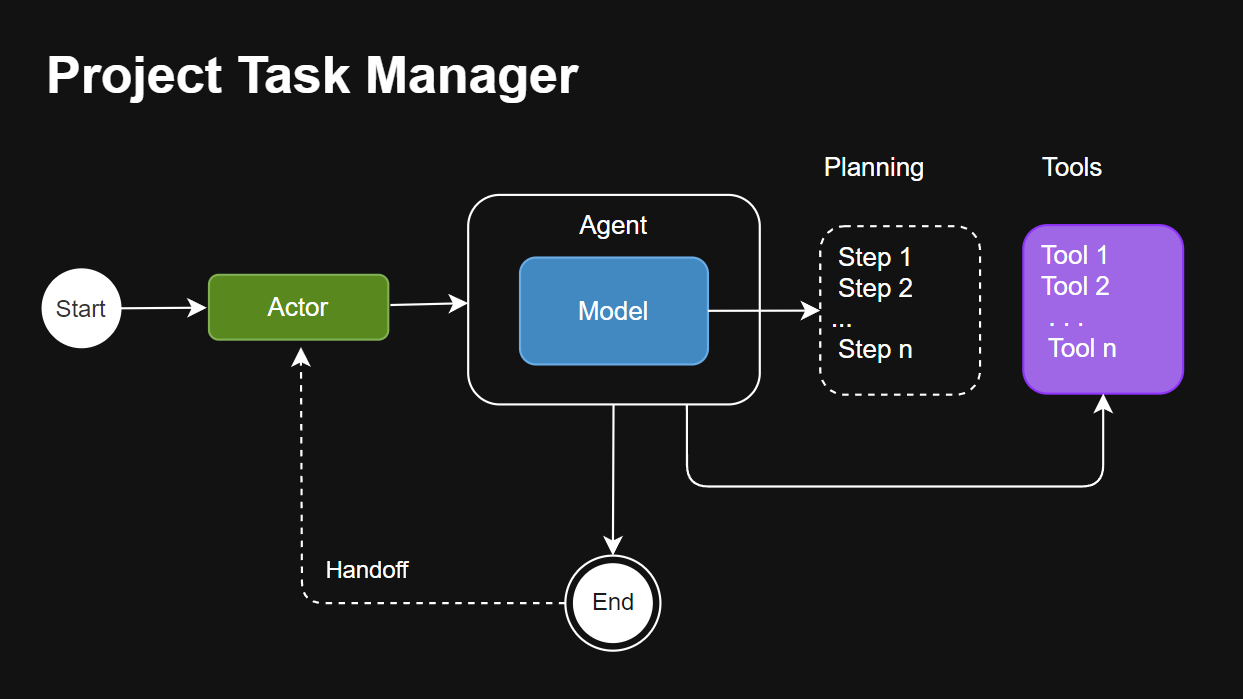 Project Task Manager
Planning
Tools
Agent
Step 1
Step 2
...
Step n
Tool 1
Tool 2
. . .
Tool n
Start
Actor
Model
Handoff
End